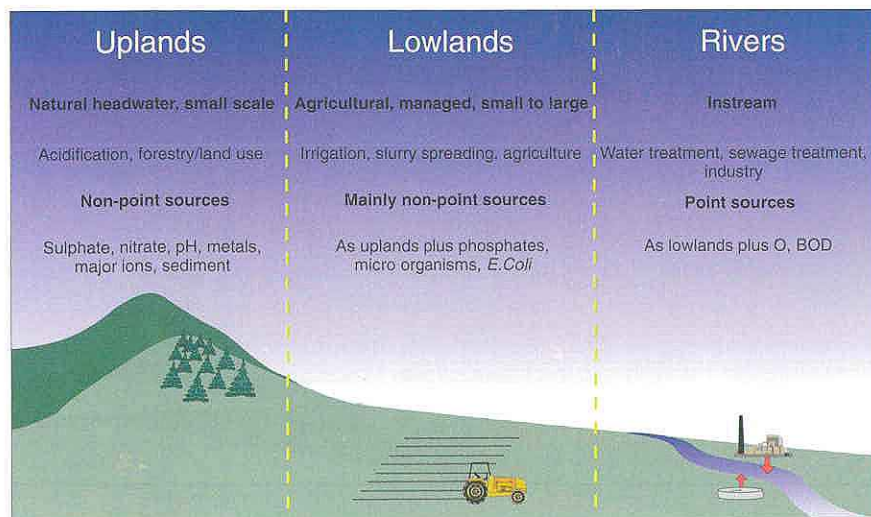 Uplands
Natural headwater, small scale
Acidification, forestry/land use
Non-point sources
Sulphate, nitrate, pH, metals,
major ions, sediment
Lowlands
Agricultural, managed, small to large
Irrigation, slurry spreading, agriculture
Mainly non-point sources
As uplands plus phosphates,
micro organisms, E.Coli
Rivers
Instream
Water treatment, sewage treatment,
industry
Point sources
As lowlands plus O, BOD